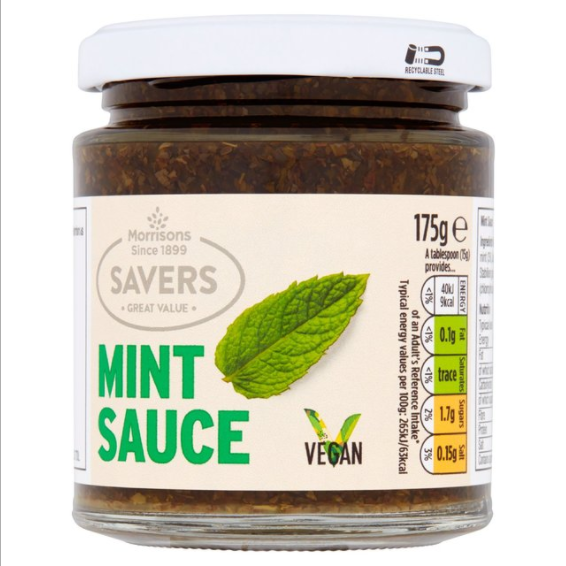 RECYCLABLE STEEL
Morrisons
Since 1899
SAVERS
• GREAT VALUE •
MINT
SAUCE
VEGAN
175g e
A tablespoon (15g)
provides...
ENERGY 40kJ 9kcal <1%
Fat 0.1g <1%
Saturates trace <1%
Sugars 1.7g 2%
Salt 0.15g 3%
of an Adult's Reference Intake*
Typical energy values per 100g: 265kJ/63kcal
Mint Sauce